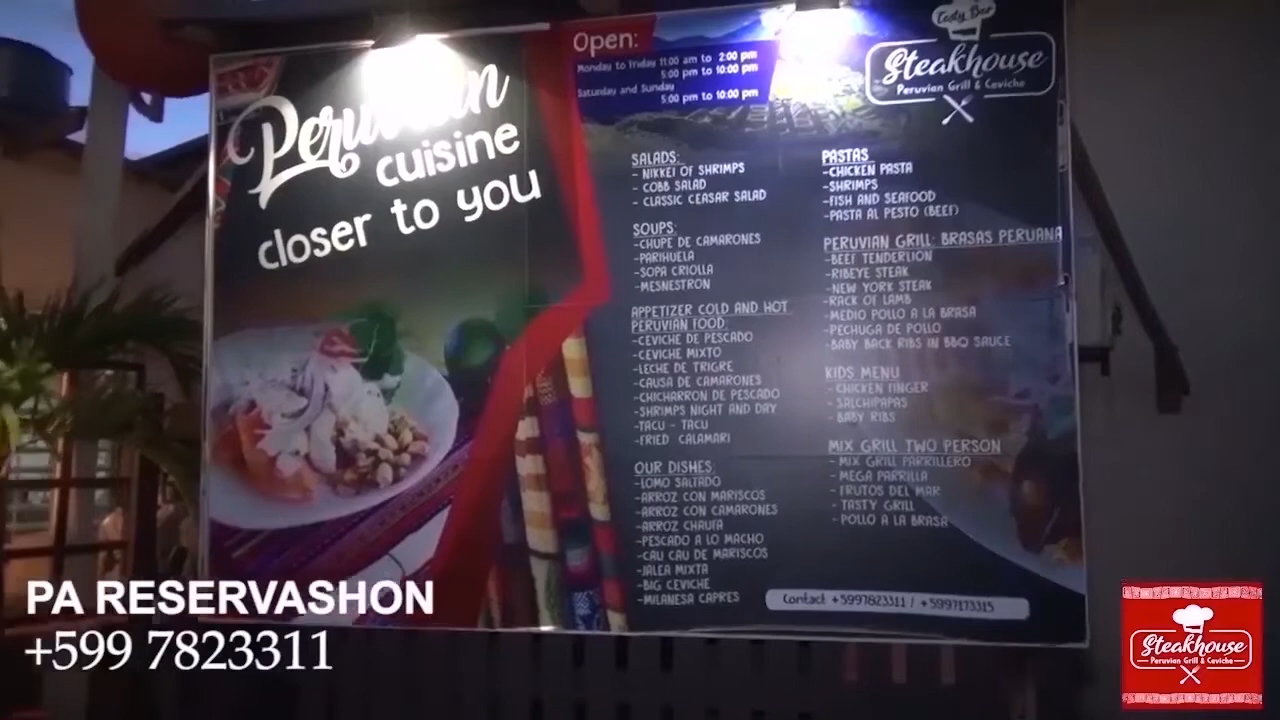 Peruvian
cuisine
closer to you
Open:
Monday to Friday 11:00 am to 2:00 pm
5:00 pm to 10:00 pm
Saturday and Sunday
5:00 pm to 10:00 pm
Tasty Bar
Steakhouse
Peruvian Grill & Ceviche
SALADS:
- NIKKEI OF SHRIMPS
- COBB SALAD
- CLASSIC CEASAR SALAD
SOUPS:
-CHUPE DE CAMARONES
-PARIHUELA
-SOPA CRIOLLA
-MESNESTRON
APPETIZER COLD AND HOT
PERUVIAN FOOD
-CEVICHE DE PESCADO
-CEVICHE MIXTO
-LECHE DE TRIGRE
-CAUSA DE CAMARONES
-CHICHARRON DE PESCADO
-SHRIMPS NIGHT AND DAY
-TACU - TACU
-FRIED CALAMARI
OUR DISHES:
-LOMO SALTADO
-ARROZ CON MARISCOS
-ARROZ CON CAMARONES
-ARROZ CHAUFA
-PESCADO A LO MACHO
-CAU CAU DE MARISCOS
-JALEA MIXTA
-BIG CEVICHE
-MILANESA CAPRES
PASTAS
-CHICKEN PASTA
-SHRIMPS
-FISH AND SEAFOOD
-PASTA AL PESTO (BEEF)
PERUVIAN GRILL: BRASAS PERUANA
-BEEF TENDERLION
-RIBEYE STEAK
-NEW YORK STEAK
-RACK OF LAMB
-MEDIO POLLO A LA BRASA
-PECHUGA DE POLLO
-BABY BACK RIBS IN BBQ SAUCE
KIDS MENU
- CHICKEN FINGER
- SALCHIPAPAS
- BABY RIBS
MIX GRILL TWO PERSON
- MIX GRILL PARRILLERO
- MEGA PARRILLA
- FRUTOS DEL MAR
- TASTY GRILL
- POLLO A LA BRASA
Contact +5997823311 / +5997173315
PA RESERVASHON
+599 7823311
Steakhouse
Peruvian Grill & Ceviche